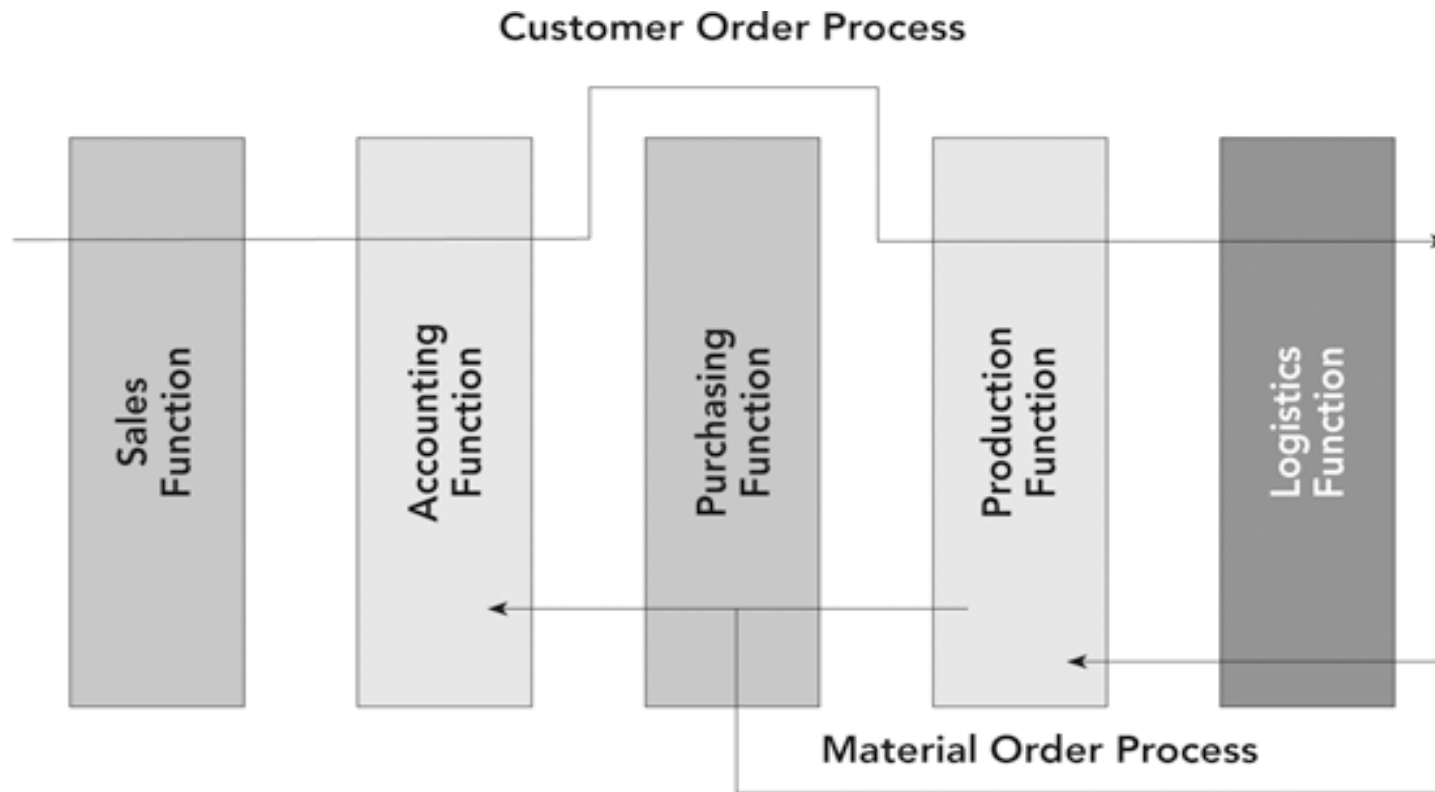 Customer Order Process
Sales
Function
Accounting
Function
Purchasing
Function
Production
Function
Logistics
Function
Material Order Process